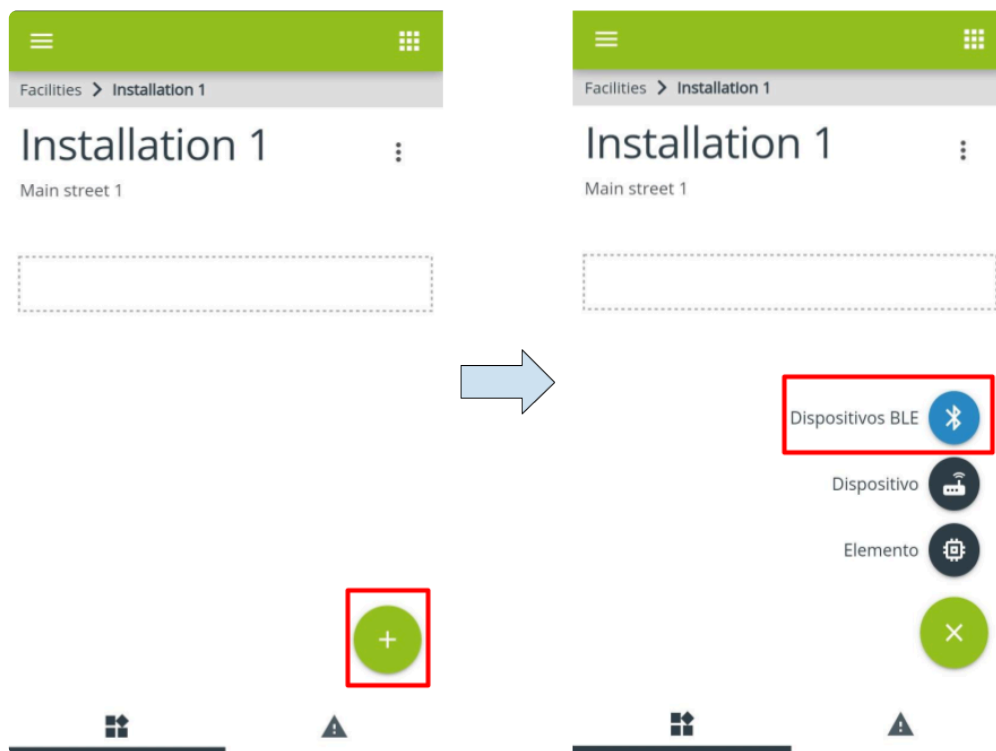 Facilities > Installation 1
Installation 1
Main street 1
Facilities > Installation 1
Installation 1
Main street 1
Dispositivos BLE
Dispositivo
Elemento